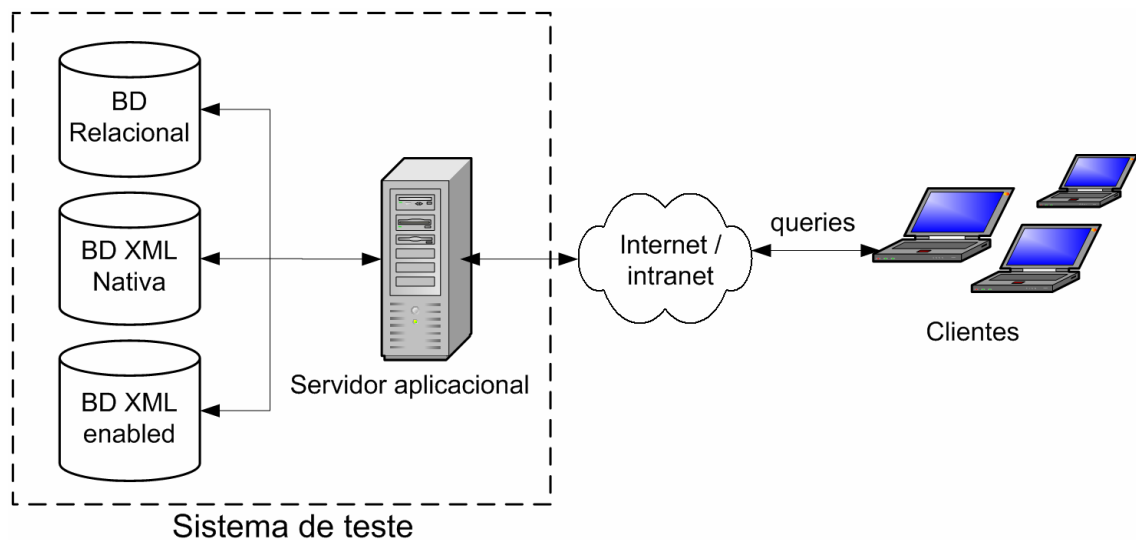 BD
Relacional
BD XML
Nativa
BD XML
enabled
Servidor aplicacional
Sistema de teste
Internet /
intranet
queries
Clientes